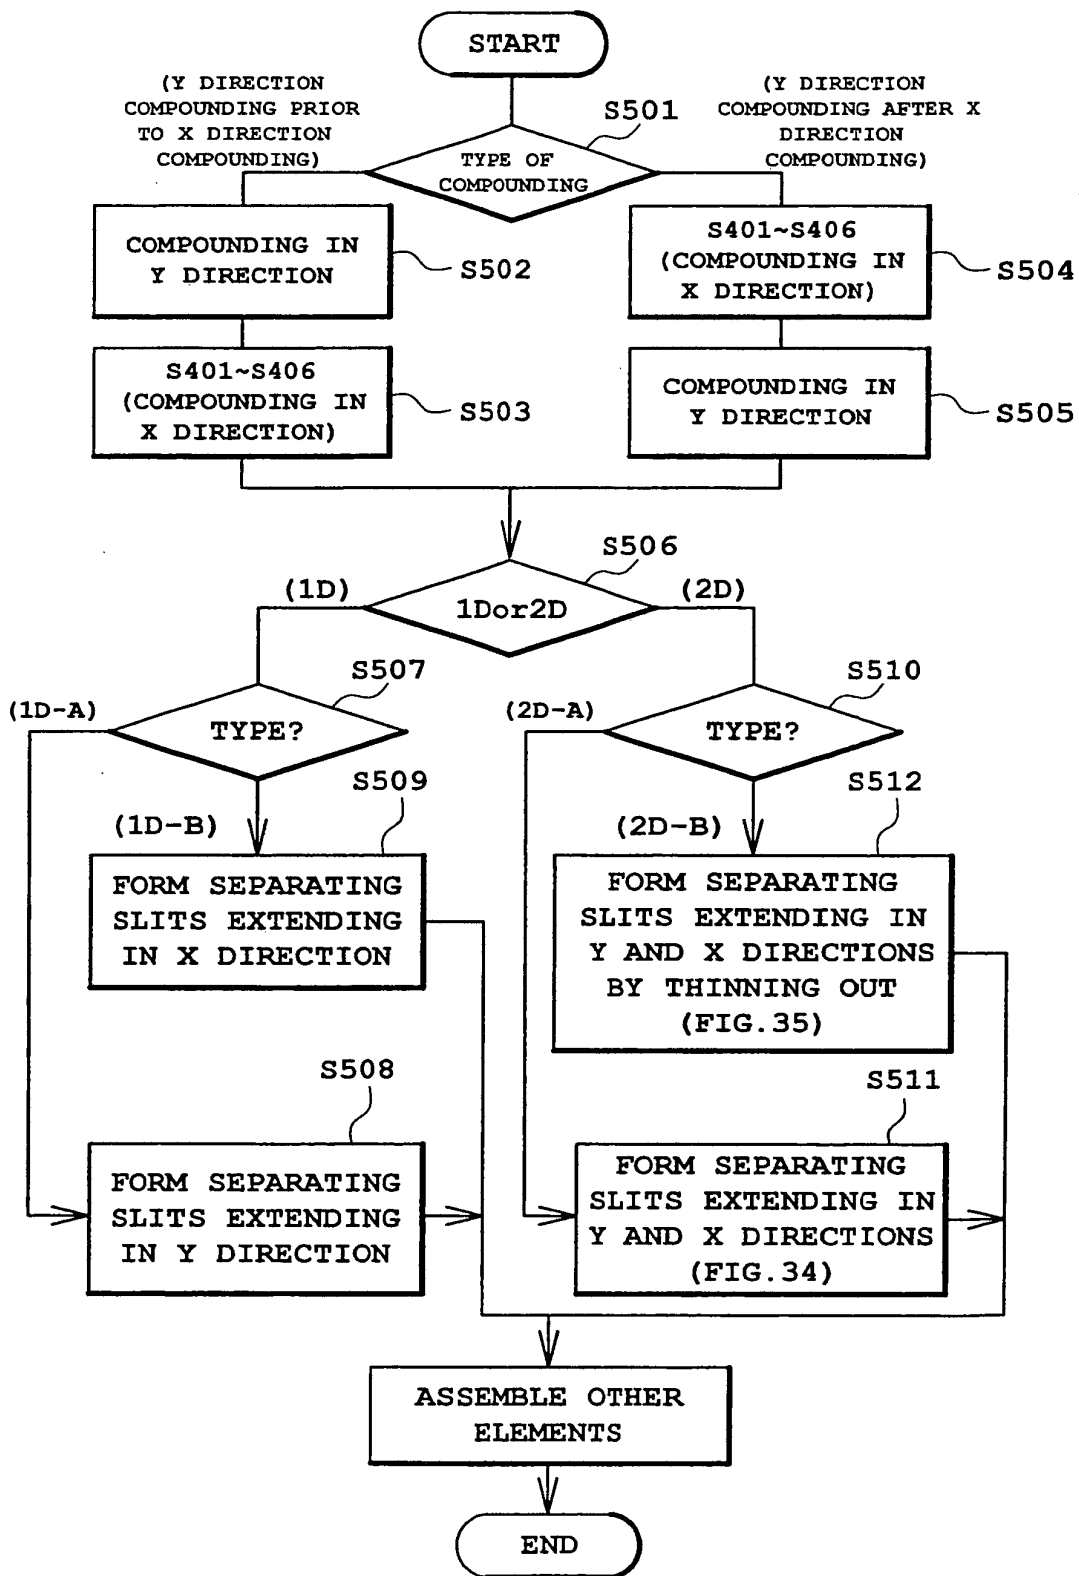 START
(Y DIRECTION
COMPOUNDING PRIOR
TO X DIRECTION
COMPOUNDING)
(Y DIRECTION
COMPOUNDING AFTER X
DIRECTION
COMPOUNDING)
S501
TYPE OF
COMPOUNDING
COMPOUNDING IN
Y DIRECTION
S502
S401~S406
(COMPOUNDING IN
X DIRECTION)
S504
S401~S406
(COMPOUNDING IN
X DIRECTION)
S503
COMPOUNDING IN
Y DIRECTION
S505
S506
(1D)
1Dor2D
(2D)
S507
(1D-A)
TYPE?
S510
(2D-A)
TYPE?
S509
(1D-B)
FORM SEPARATING
SLITS EXTENDING
IN X DIRECTION
S512
(2D-B)
FORM SEPARATING
SLITS EXTENDING IN
Y AND X DIRECTIONS
BY THINNING OUT
(FIG.35)
S508
FORM SEPARATING
SLITS EXTENDING
IN Y DIRECTION
S511
FORM SEPARATING
SLITS EXTENDING IN
Y AND X DIRECTIONS
(FIG.34)
ASSEMBLE OTHER
ELEMENTS
END